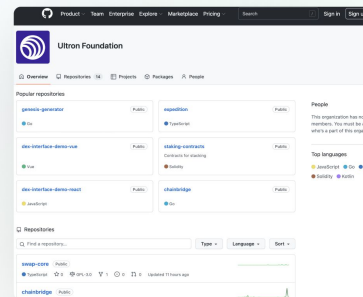 Product Team Enterprise Explore Marketplace Pricing Search / Sign in Sign u
Ultron Foundation
Overview Repositories 14 Projects Packages People
Popular repositories
genesis-generator Public
Go
expedition Public
TypeScript
dex-interface-demo-vue Public
Vue
staking-contracts Public
Contracts for staking
Solidity
dex-interface-demo-react Public
JavaScript
chainbridge Public
Go
People
This organization has no
members. You must be
who's a part of this orga
Top languages
JavaScript Go
Solidity Kotlin
Repositories
Find a repository... Type Language Sort
swap-core Public
TypeScript 0 GPL-3.0 1 0 0 Updated 11 hours ago
chainbridge Public